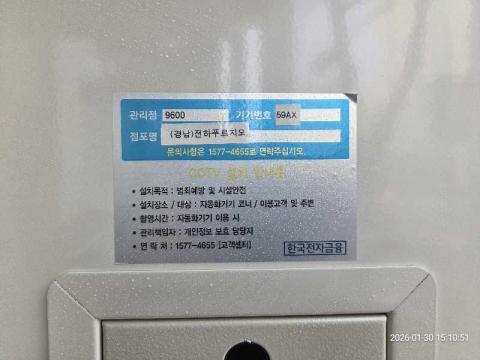 관리점 9600 기기번호 59AX
점포명 (경남)전하푸르지오
문의사항은 1577-4655로 연락주십시오.
CCTV 설치 안내문
• 설치목적 : 범죄예방 및 시설안전
• 설치장소 / 대상 : 자동화기기 코너 / 이용고객 및 주변
• 촬영시간 : 자동화기기 이용 시
• 관리책임자 : 개인정보 보호 담당자
• 연 락 처 : 1577-4655 [고객센터]
한국전자금융
2026-01-30 15:10:51